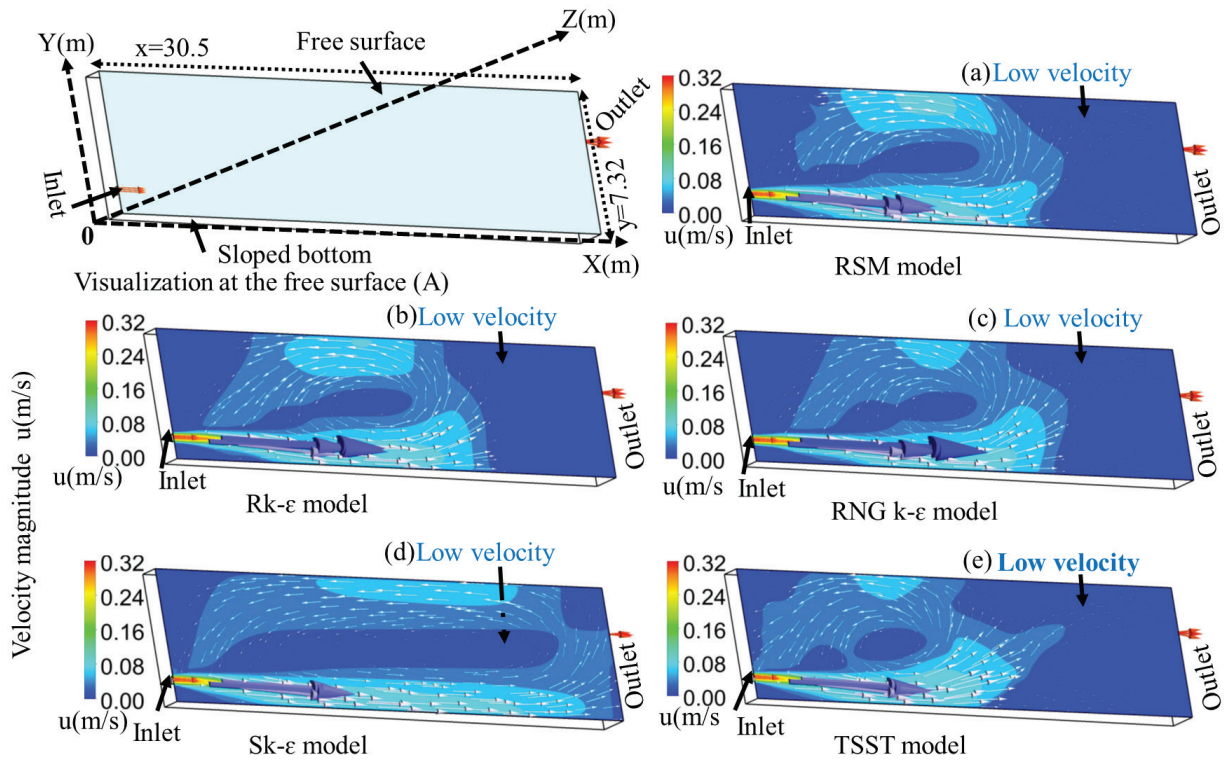 Y(m)
x=30.5
Free surface
Z(m)
Outlet
y=7.32
Inlet
0
Sloped bottom
X(m)
Visualization at the free surface (A)
(a) Low velocity
0.32
0.24
0.16
0.08
0.00
u(m/s)
Inlet
Outlet
RSM model
Velocity magnitude u(m/s)
(b) Low velocity
0.32
0.24
0.16
0.08
0.00
u(m/s)
Inlet
Outlet
Rk-ε model
(c) Low velocity
0.32
0.24
0.16
0.08
0.00
u(m/s
Inlet
Outlet
RNG k-ε model
(d) Low velocity
0.32
0.24
0.16
0.08
0.00
u(m/s)
Inlet
Outlet
Sk-ε model
(e) Low velocity
0.32
0.24
0.16
0.08
0.00
u(m/s
Inlet
Outlet
TSST model